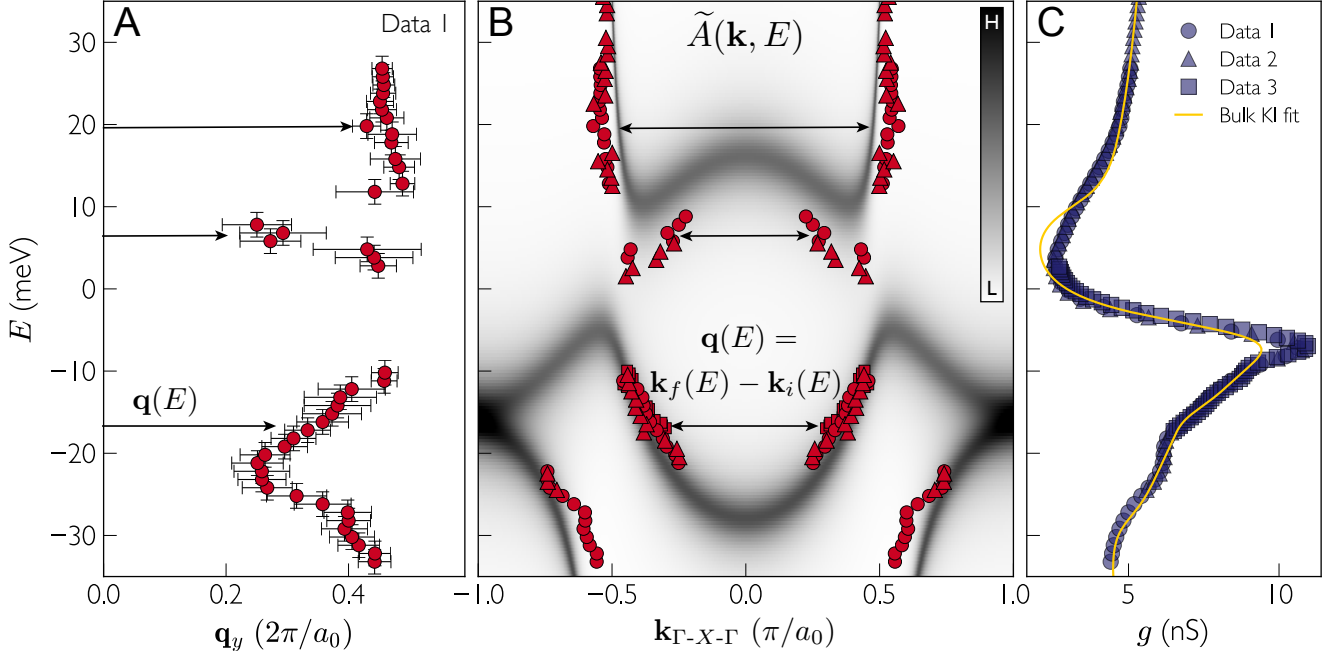 A
Data 1
q(E)
E (meV)
20
10
0
−10
−20
−30
0.0
0.2
0.4
q_y (2π/a_0)
B
Ã(k, E)
H
L
q(E) =
k_f(E) − k_i(E)
−1.0
−0.5
0.0
0.5
1.0
k_Γ-X-Γ (π/a_0)
C
Data 1
Data 2
Data 3
Bulk KI fit
5
10
g (nS)